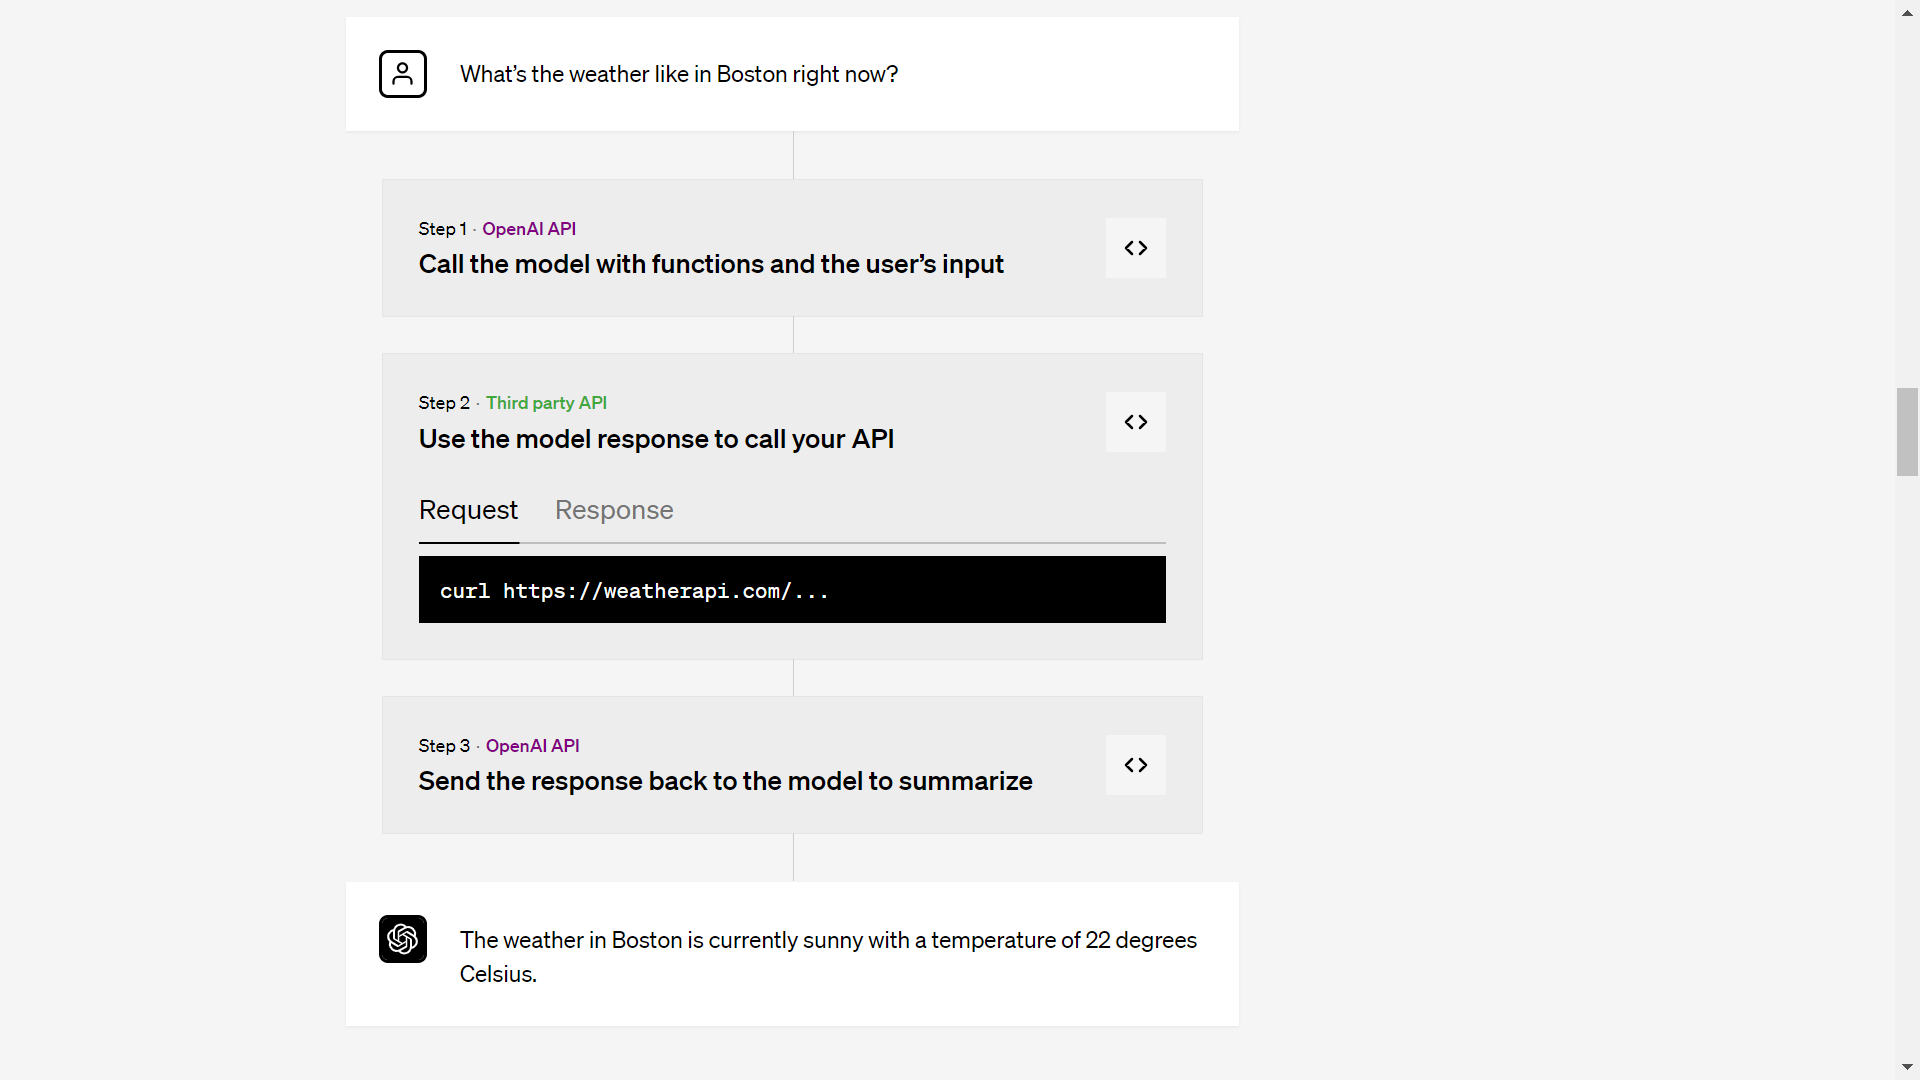 What’s the weather like in Boston right now?
Step 1 · OpenAI API
Call the model with functions and the user’s input
Step 2 · Third party API
Use the model response to call your API
Request Response
curl https://weatherapi.com/...
Step 3 · OpenAI API
Send the response back to the model to summarize
The weather in Boston is currently sunny with a temperature of 22 degrees
Celsius.